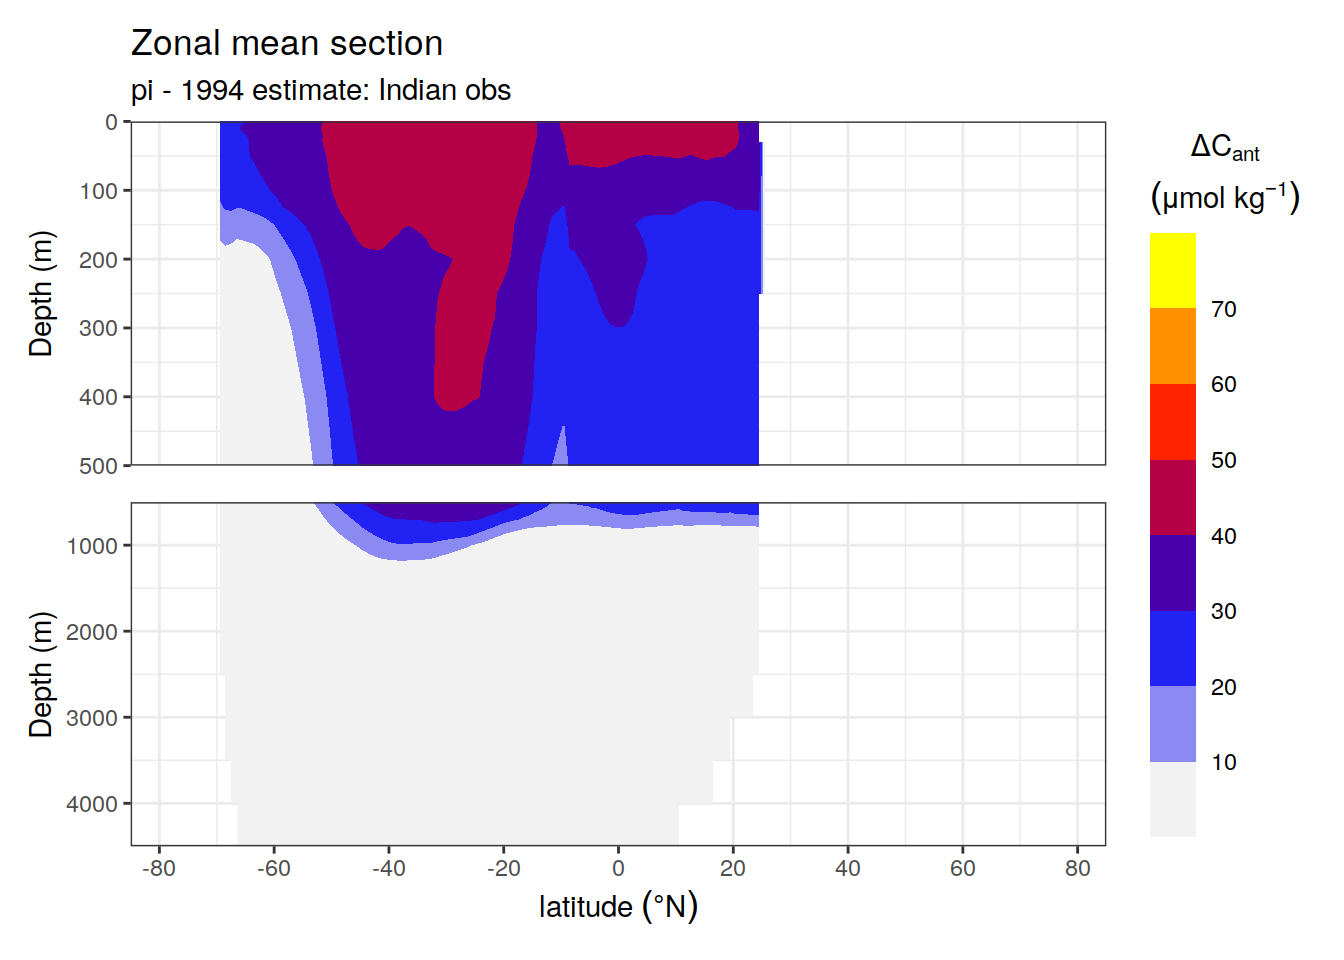 Zonal mean section
pi - 1994 estimate: Indian obs
0
100
200
300
400
500
Depth (m)
1000
2000
3000
4000
Depth (m)
-80 -60 -40 -20 0 20 40 60 80
latitude (°N)
ΔCant
(μmol kg⁻¹)
70
60
50
40
30
20
10